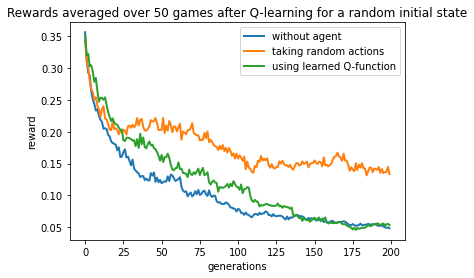 Rewards averaged over 50 games after Q-learning for a random initial state
without agent
taking random actions
using learned Q-function
reward
0.35
0.30
0.25
0.20
0.15
0.10
0.05
0 25 50 75 100 125 150 175 200
generations